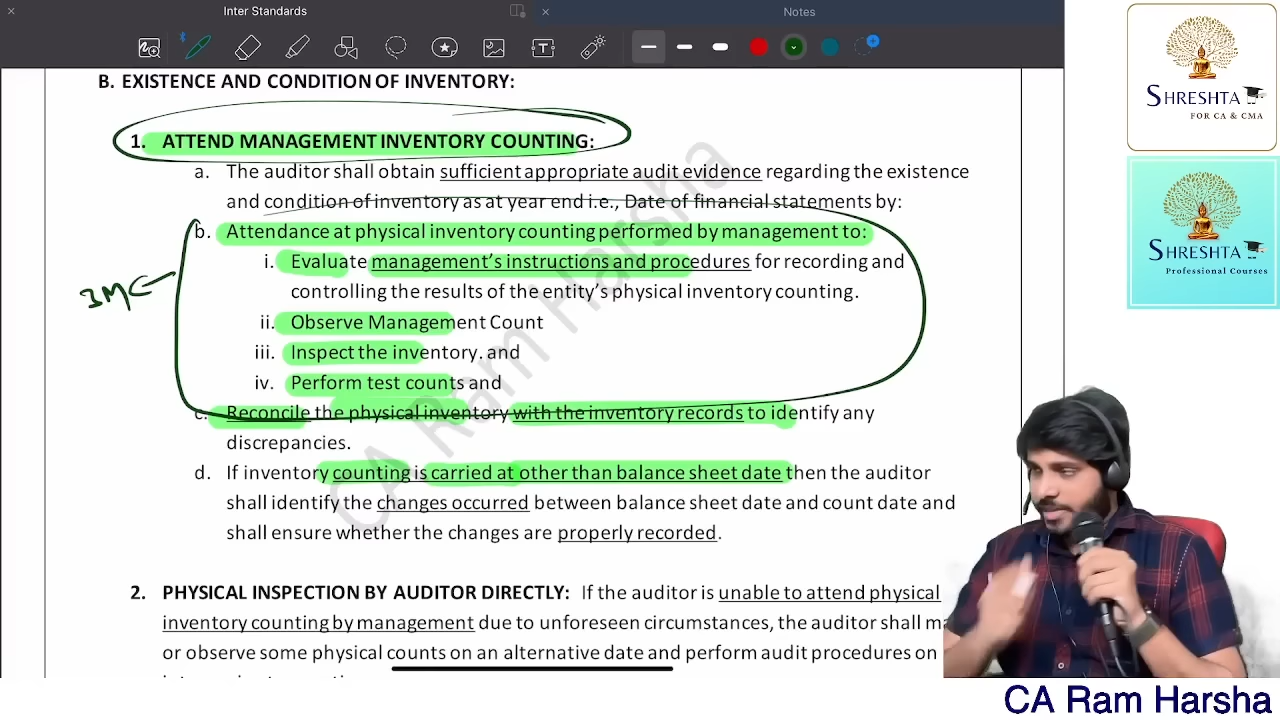 Inter Standards
Notes
B. EXISTENCE AND CONDITION OF INVENTORY:
1. ATTEND MANAGEMENT INVENTORY COUNTING:
a. The auditor shall obtain sufficient appropriate audit evidence regarding the existence
and condition of inventory as at year end i.e., Date of financial statements by:
b. Attendance at physical inventory counting performed by management to:
i. Evaluate management's instructions and procedures for recording and
controlling the results of the entity's physical inventory counting.
ii. Observe Management Count
iii. Inspect the inventory. and
iv. Perform test counts and
c. Reconcile the physical inventory with the inventory records to identify any
discrepancies.
d. If inventory counting is carried at other than balance sheet date then the auditor
shall identify the changes occurred between balance sheet date and count date and
shall ensure whether the changes are properly recorded.
2. PHYSICAL INSPECTION BY AUDITOR DIRECTLY: If the auditor is unable to attend physical
inventory counting by management due to unforeseen circumstances, the auditor shall
or observe some physical counts on an alternative date and perform audit procedures on
3M
CA Ram Harsha
SHRESHTA
FOR CA & CMA
SHRESHTA
Professional Courses
CA Ram Harsha